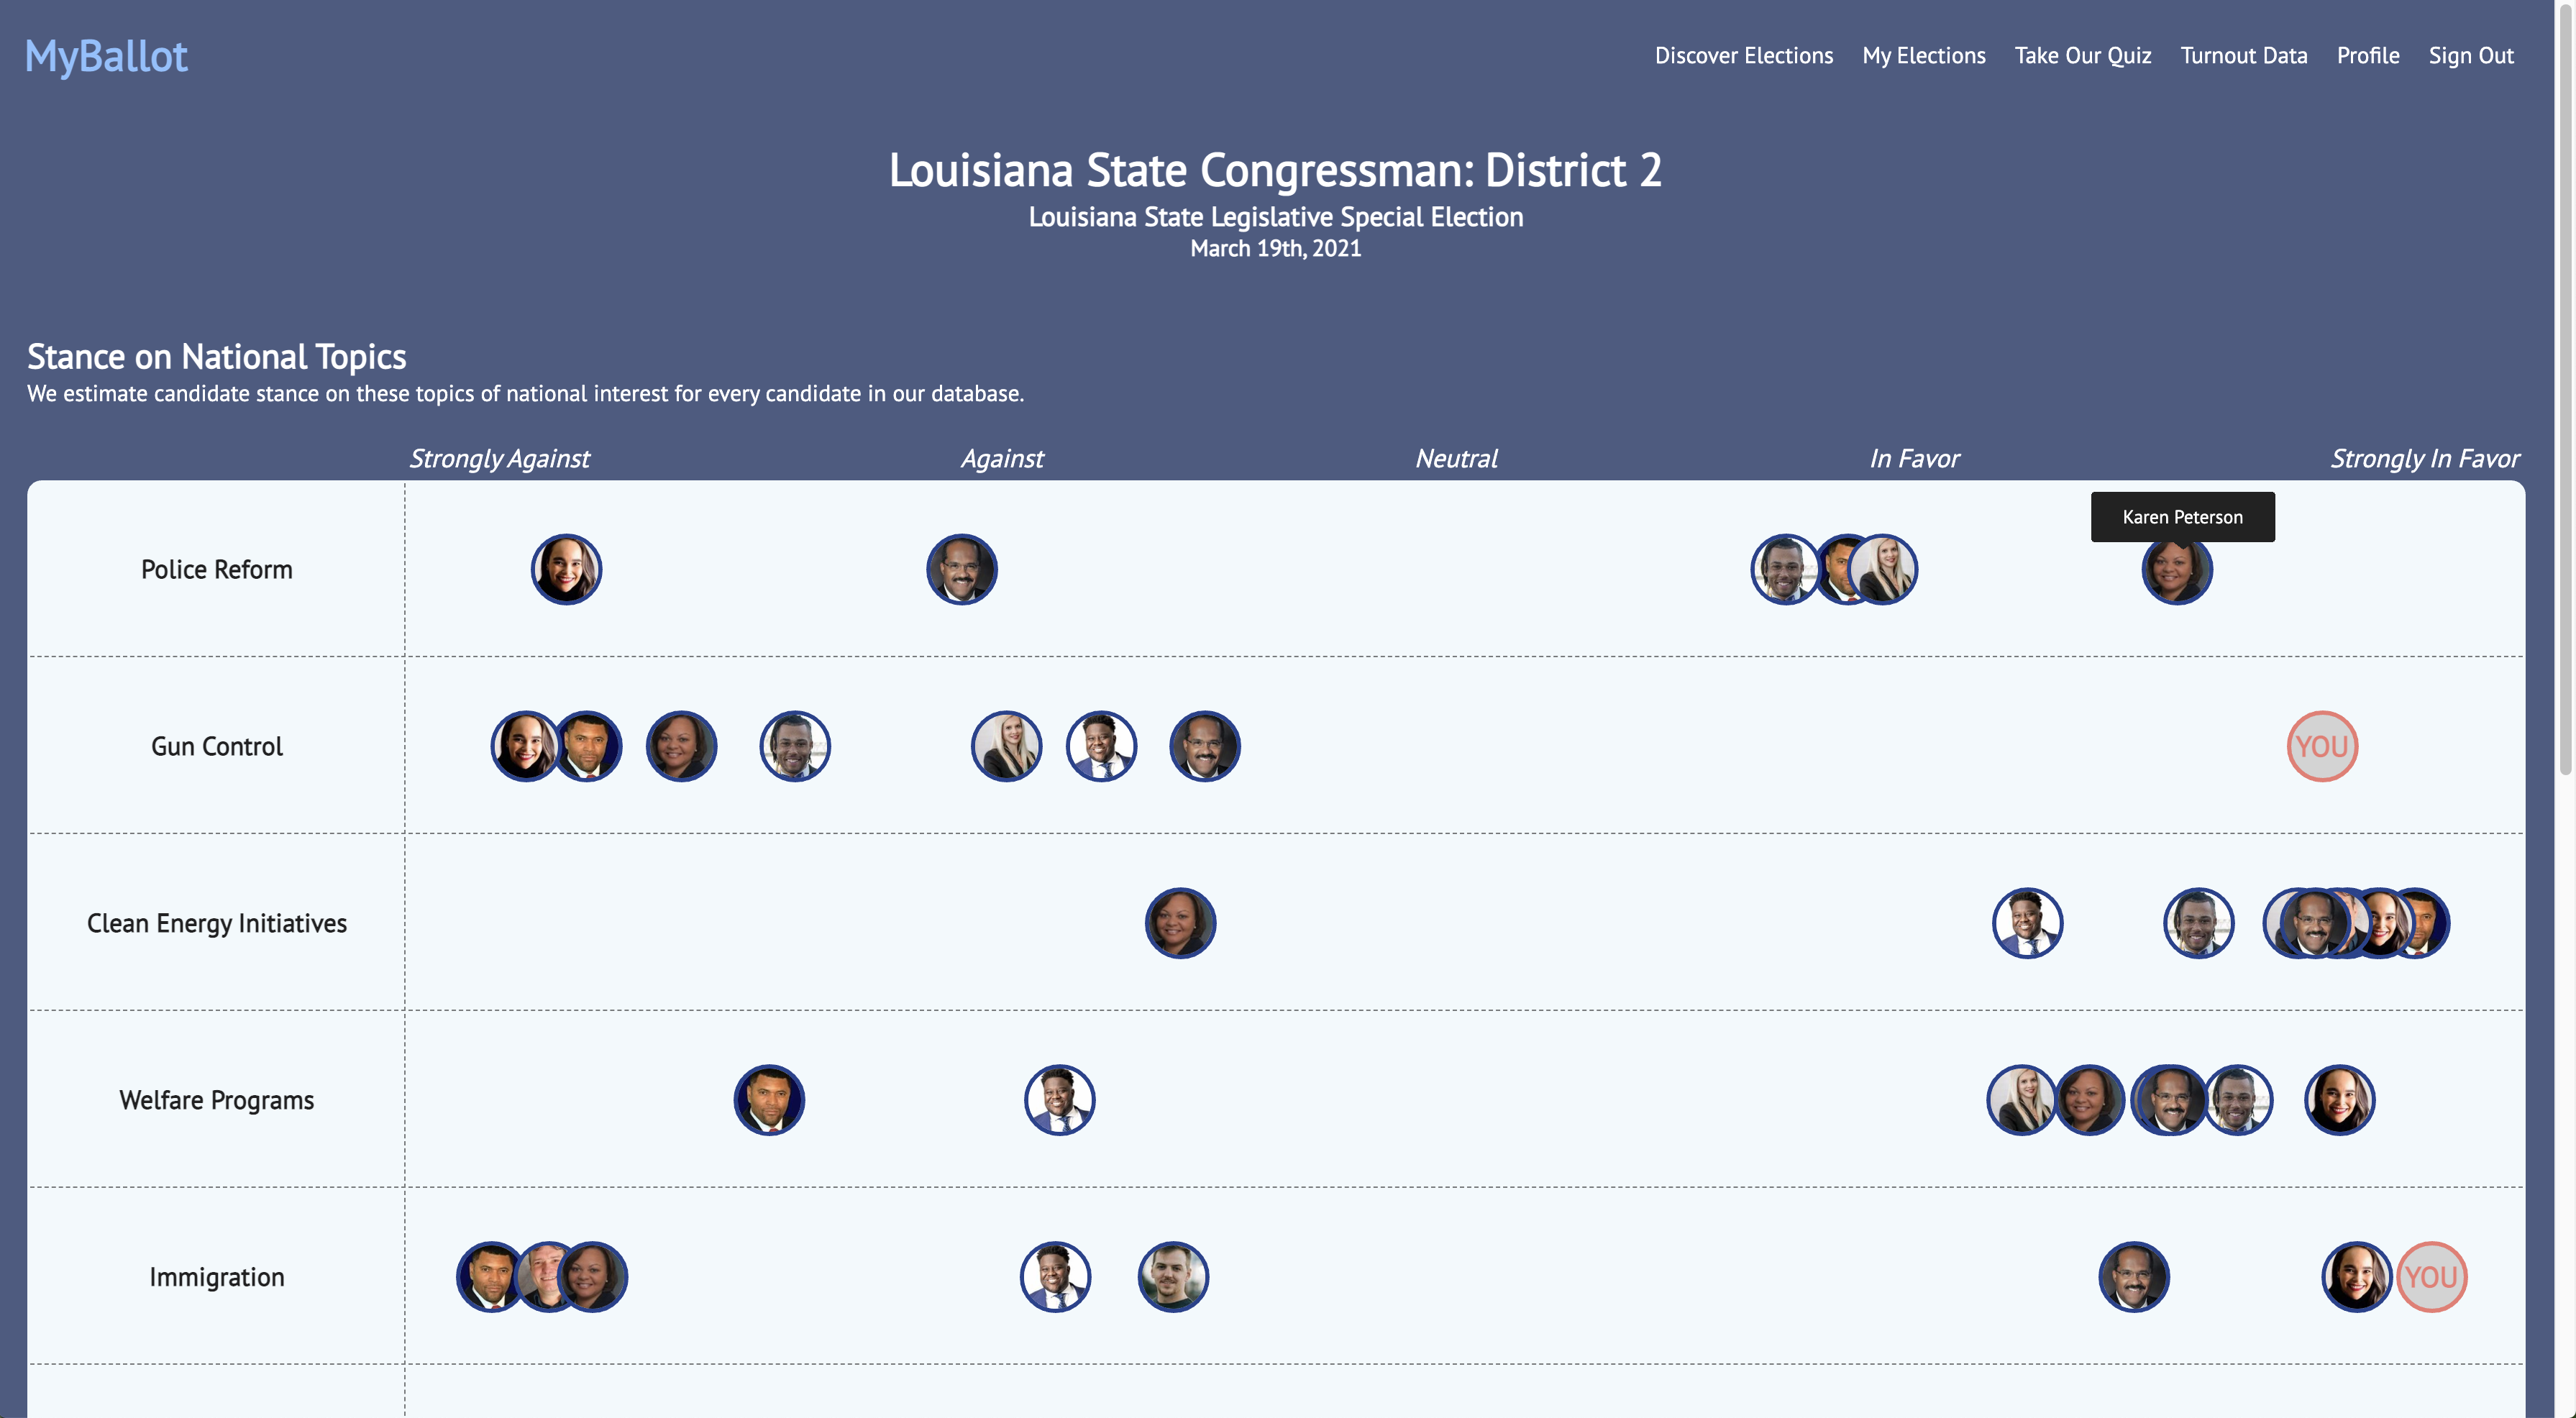 MyBallot
Discover Elections My Elections Take Our Quiz Turnout Data Profile Sign Out
Louisiana State Congressman: District 2
Louisiana State Legislative Special Election
March 19th, 2021
Stance on National Topics
We estimate candidate stance on these topics of national interest for every candidate in our database.
Strongly Against Against Neutral In Favor Strongly In Favor
Karen Peterson
Police Reform
Gun Control YOU
Clean Energy Initiatives
Welfare Programs
Immigration YOU